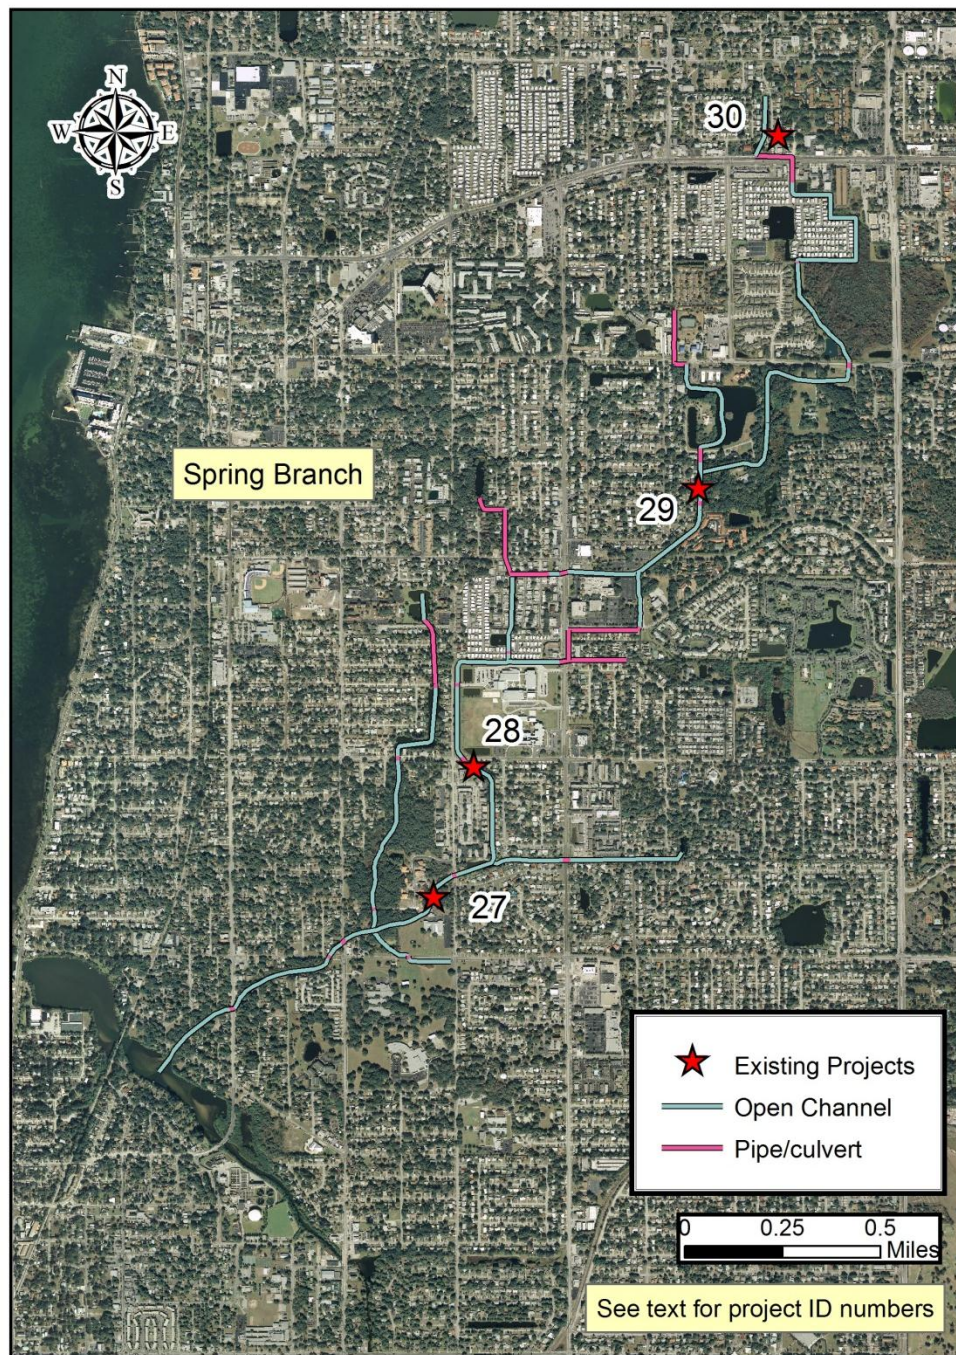 N
W E
S
30
Spring Branch
29
28
27
Existing Projects
Open Channel
Pipe/culvert
0 0.25 0.5
Miles
See text for project ID numbers